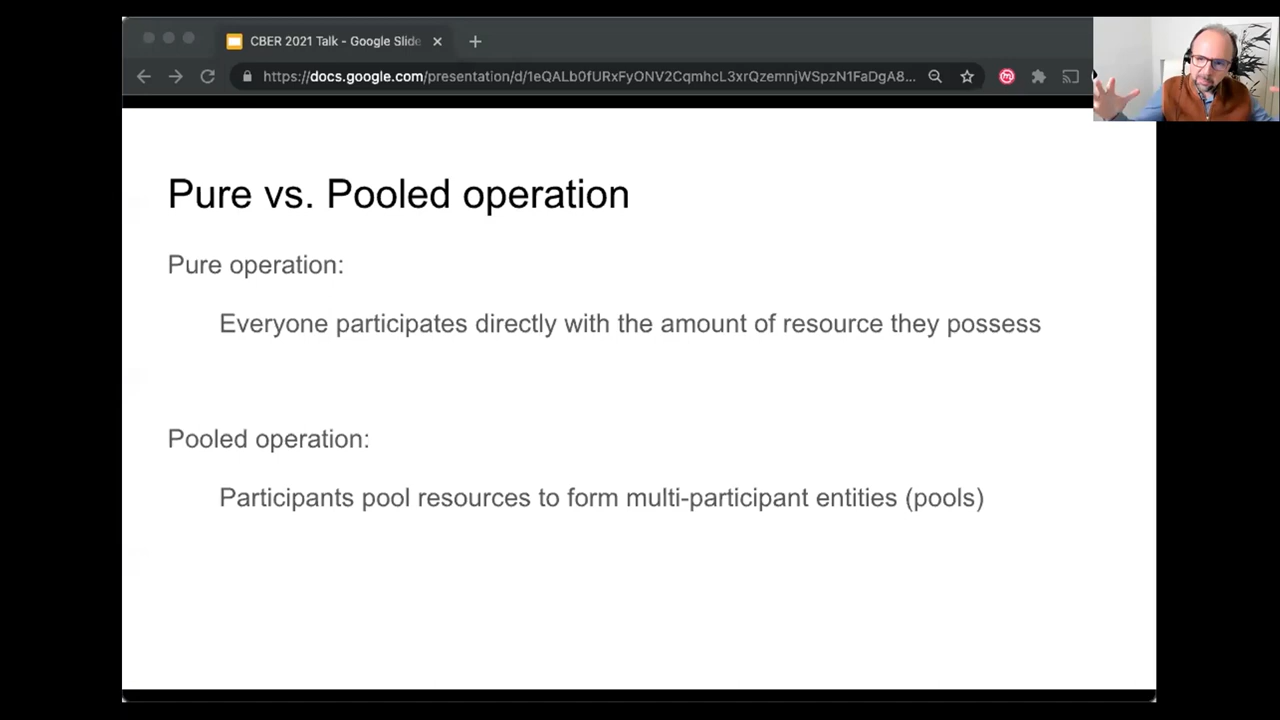 CBER 2021 Talk - Google Slide
https://docs.google.com/presentation/d/1eQALb0fURxFyONV2CqmhcL3xrQzemnjWSpzN1FaDgA8...
Pure vs. Pooled operation
Pure operation:
Everyone participates directly with the amount of resource they possess
Pooled operation:
Participants pool resources to form multi-participant entities (pools)